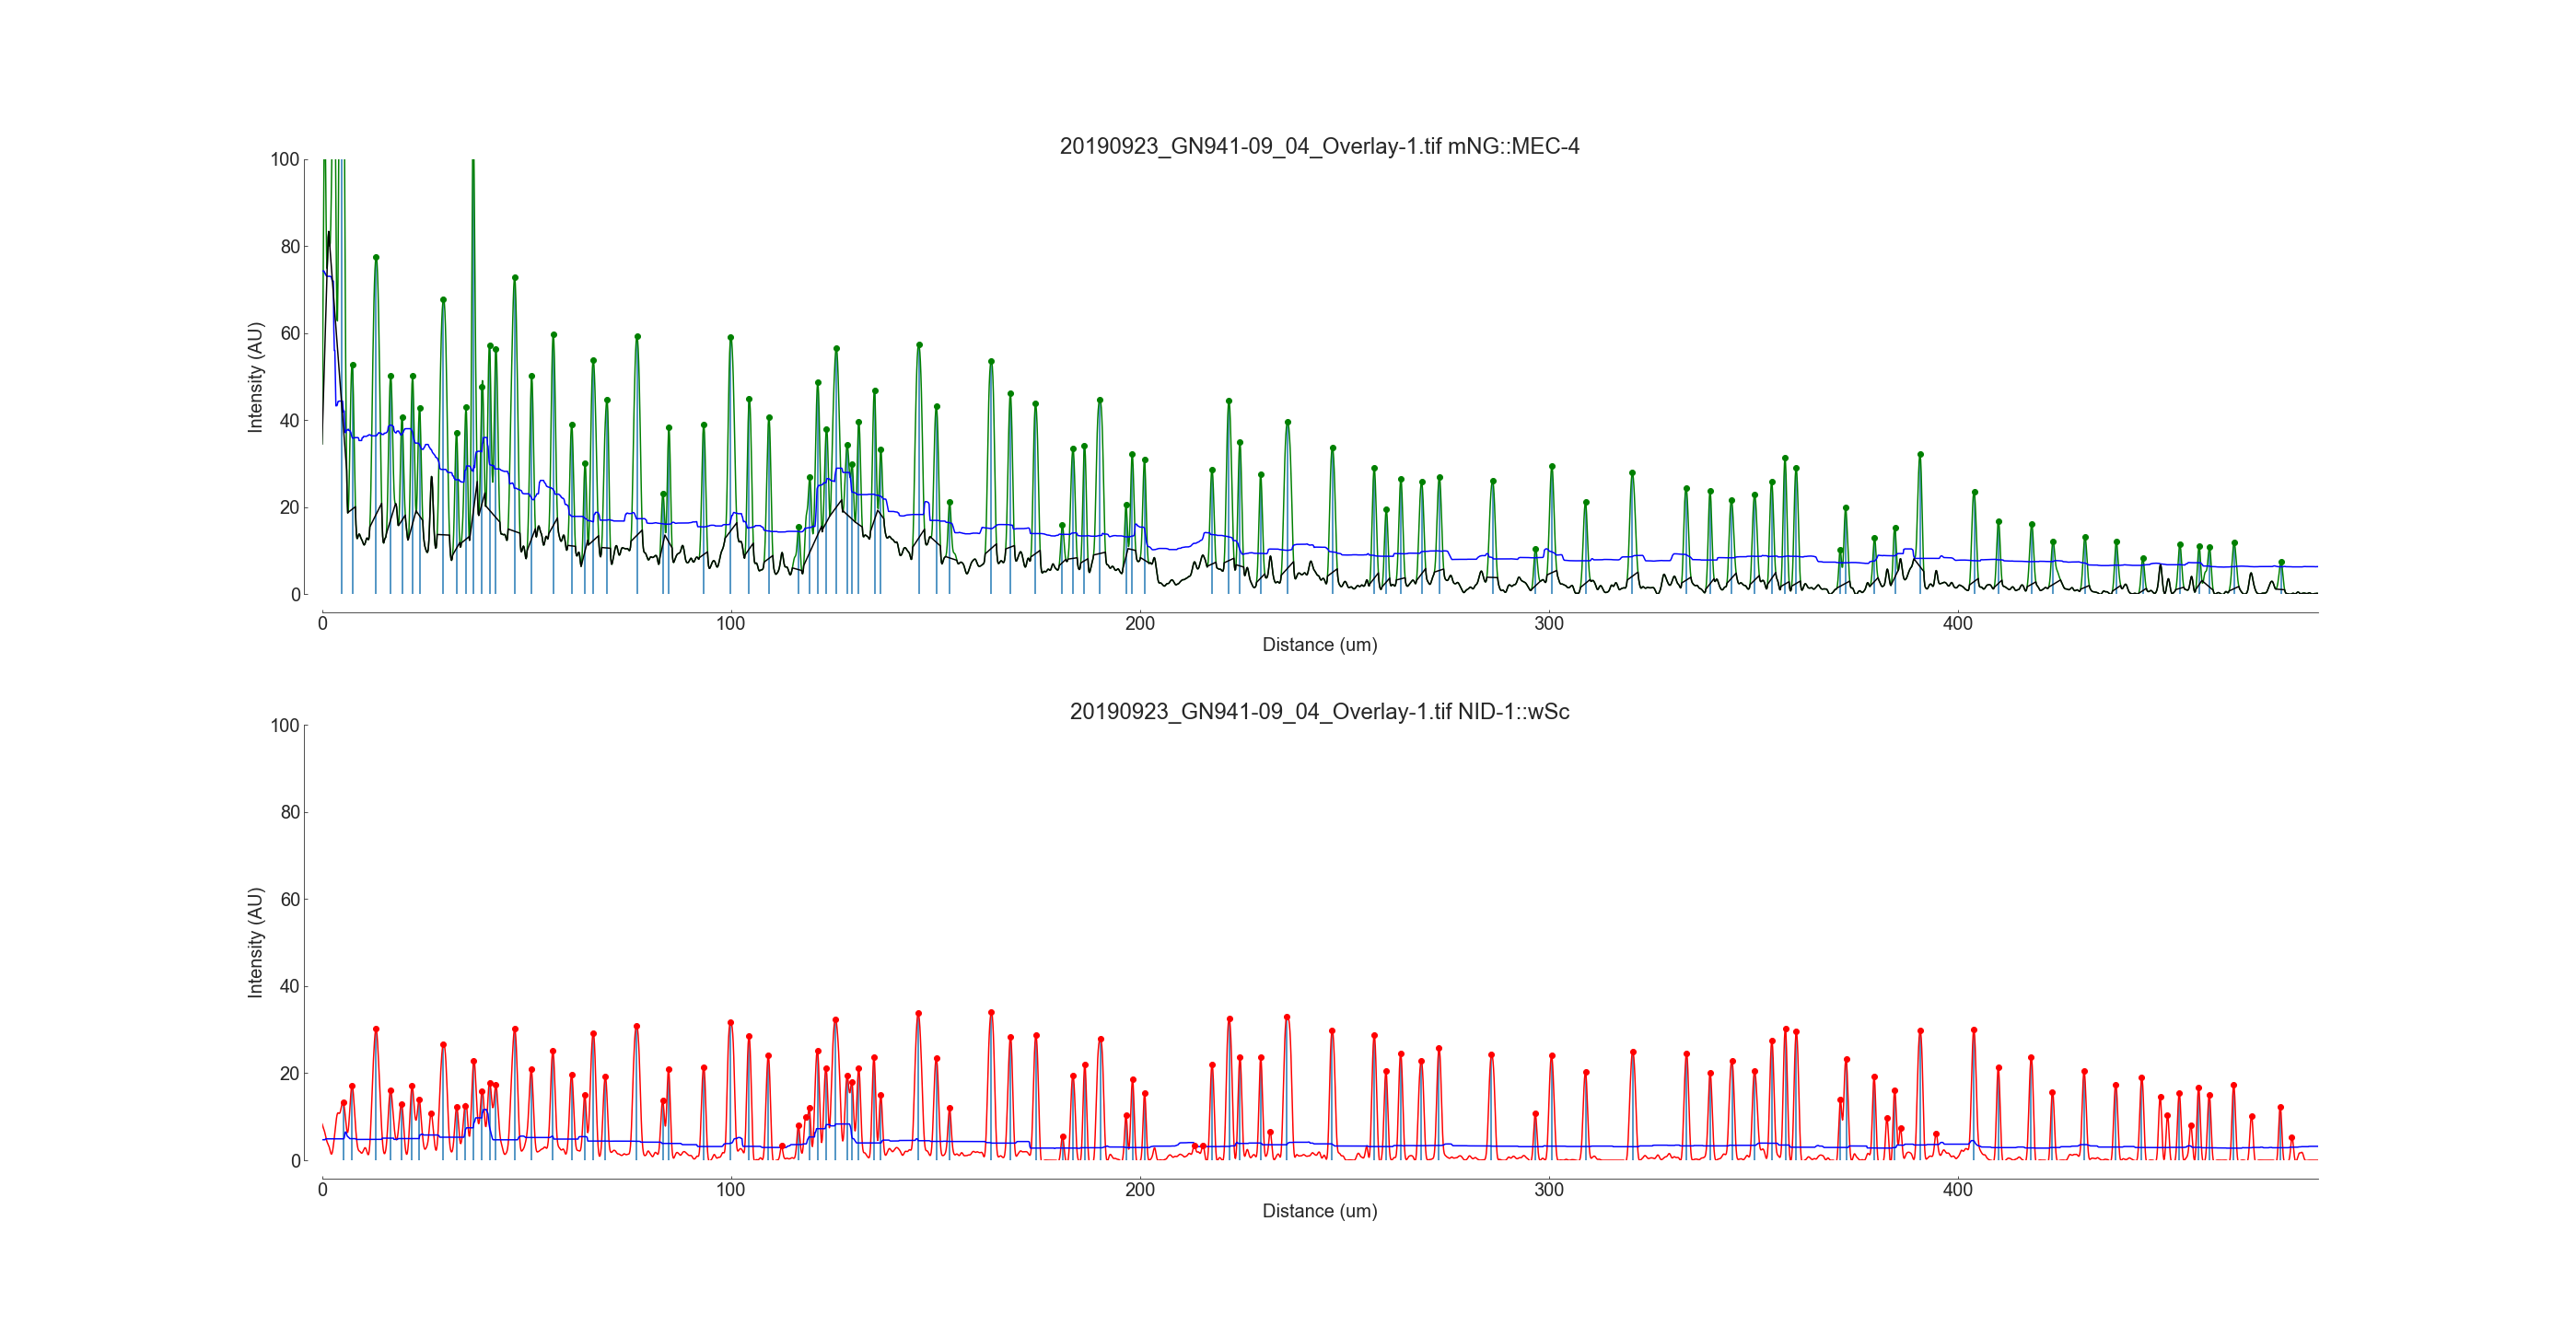 20190923_GN941-09_04_Overlay-1.tif mNG::MEC-4
100
80
60
40
20
0
Intensity (AU)
0 100 200 300 400
Distance (um)
20190923_GN941-09_04_Overlay-1.tif NID-1::wSc
100
80
60
40
20
0
Intensity (AU)
0 100 200 300 400
Distance (um)